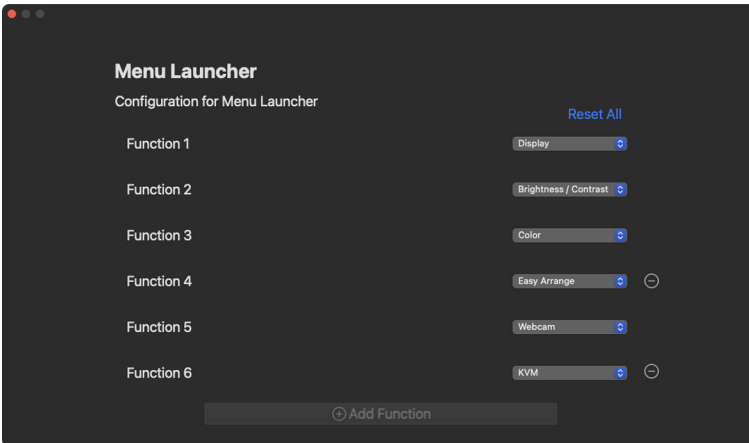 Menu Launcher
Configuration for Menu Launcher
Reset All
Function 1 Display
Function 2 Brightness / Contrast
Function 3 Color
Function 4 Easy Arrange
Function 5 Webcam
Function 6 KVM
Add Function